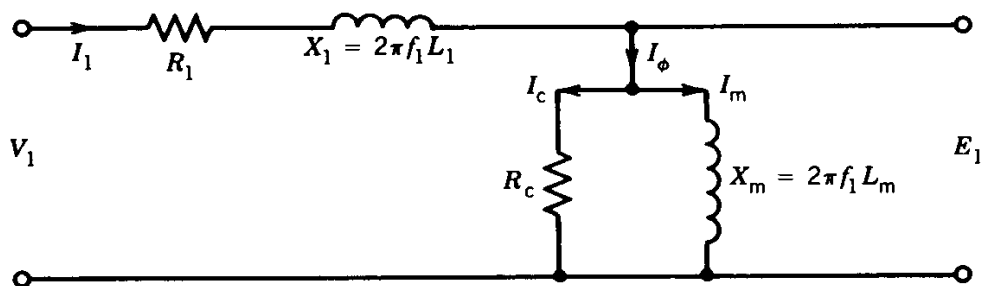 I₁
R₁
X₁ = 2πf₁L₁
I_ϕ
I_c
I_m
V₁
R_c
X_m = 2πf₁L_m
E₁